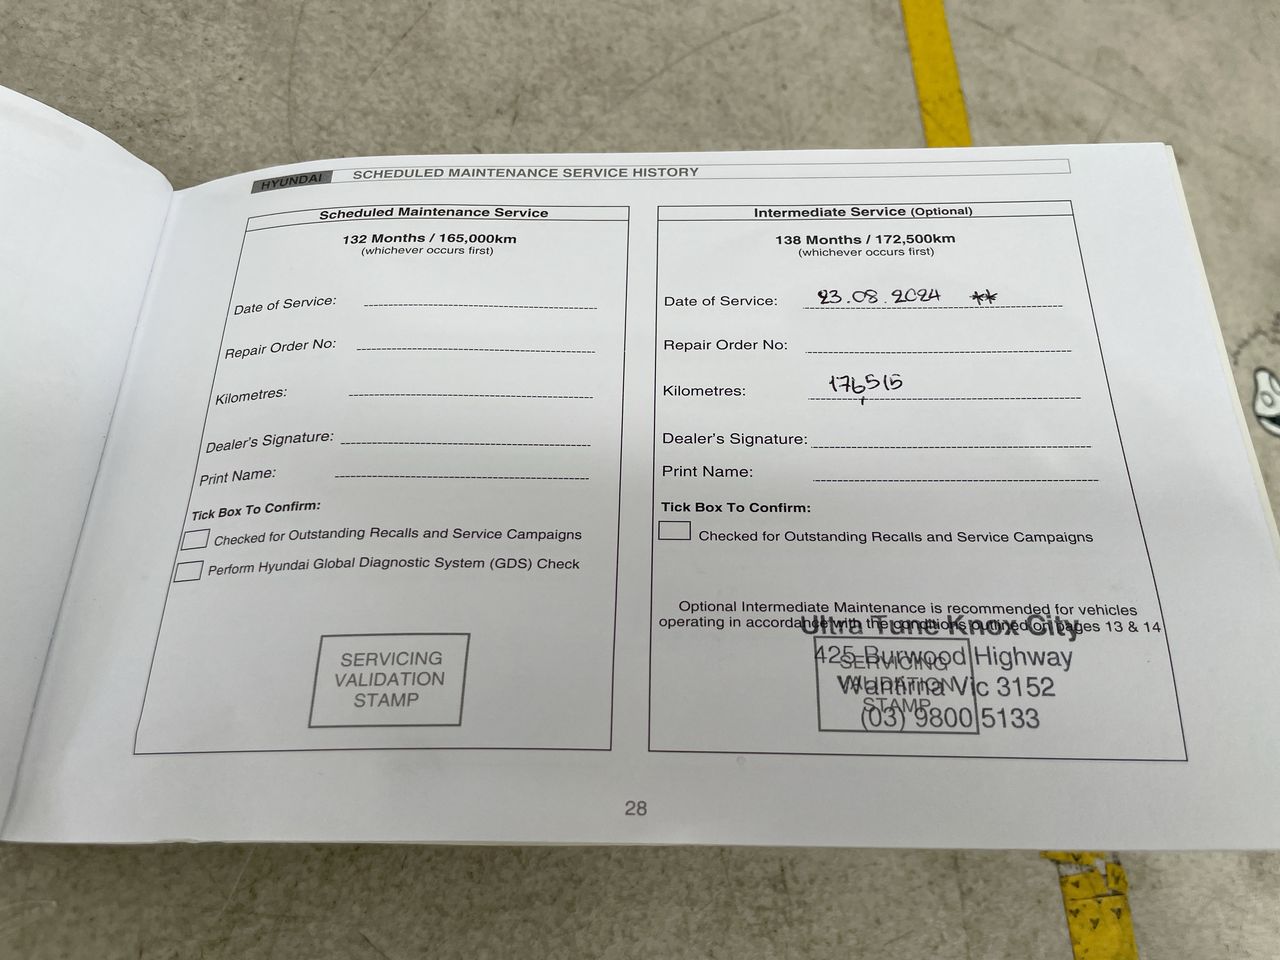 HYUNDAI SCHEDULED MAINTENANCE SERVICE HISTORY
Scheduled Maintenance Service
132 Months / 165,000km
(whichever occurs first)
Date of Service:
Repair Order No:
Kilometres:
Dealer's Signature:
Print Name:
Tick Box To Confirm:
Checked for Outstanding Recalls and Service Campaigns
Perform Hyundai Global Diagnostic System (GDS) Check
SERVICING
VALIDATION
STAMP
Intermediate Service (Optional)
138 Months / 172,500km
(whichever occurs first)
Date of Service: 23.08.2024 **
Repair Order No:
Kilometres: 176,515
Dealer's Signature:
Print Name:
Tick Box To Confirm:
Checked for Outstanding Recalls and Service Campaigns
Optional Intermediate Maintenance is recommended for vehicles
operating in accordance with the conditions outlined on pages 13 & 14
SERVICING
VALIDATION
STAMP
Ultra Tune Knox City
425 Burwood Highway
Wantirna Vic 3152
(03) 9800 5133
28